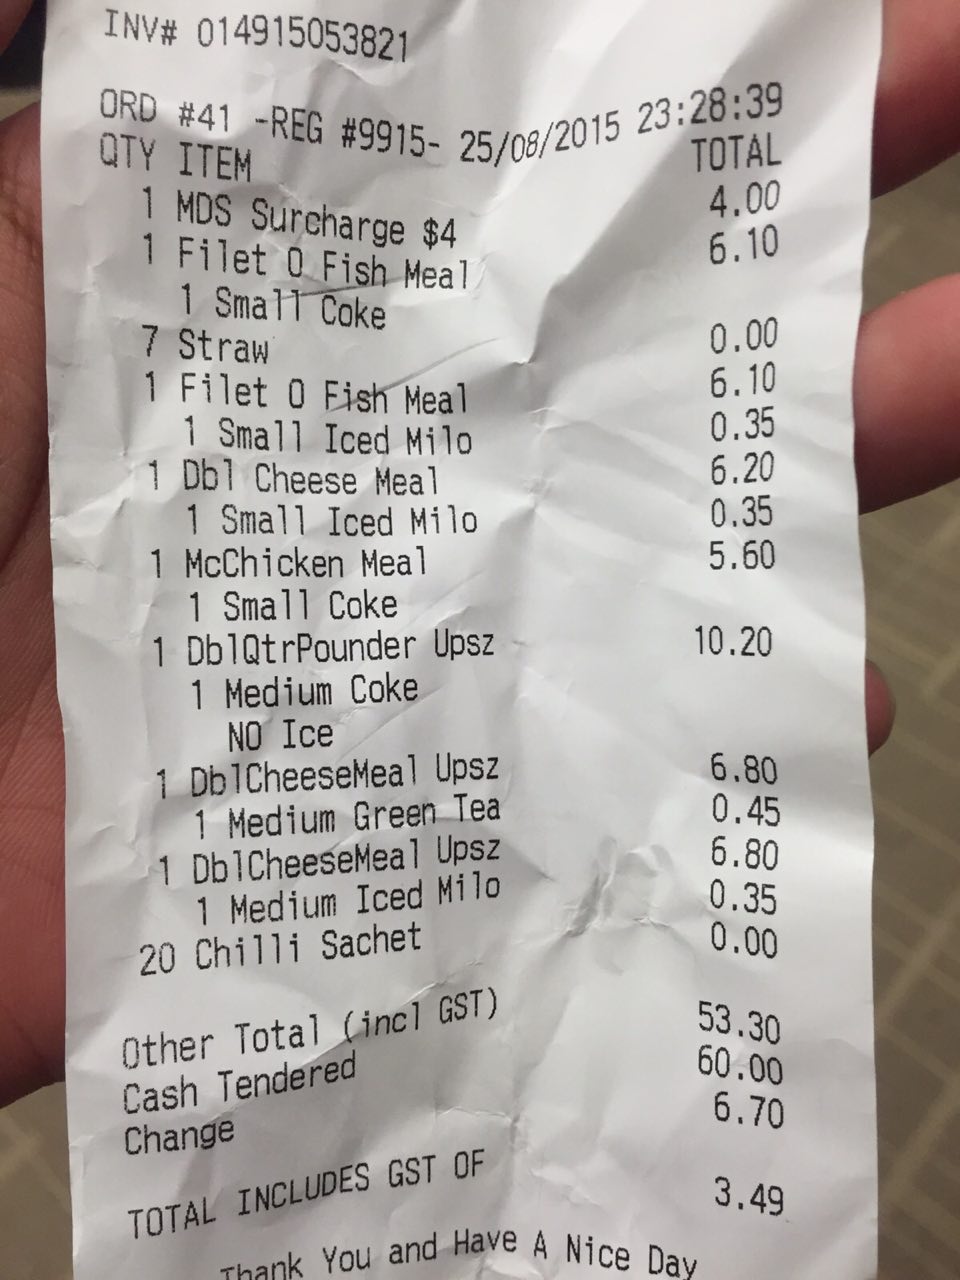 INV# 014915053821
ORD #41 -REG #9915- 25/08/2015 23:28:39
QTY ITEM TOTAL
1 MDS Surcharge $4 4.00
1 Filet O Fish Meal 6.10
1 Small Coke
7 Straw 0.00
1 Filet O Fish Meal 6.10
1 Small Iced Milo 0.35
1 Dbl Cheese Meal 6.20
1 Small Iced Milo 0.35
1 McChicken Meal 5.60
1 Small Coke
1 DblQtrPounder Upsz 10.20
1 Medium Coke
NO Ice
1 DblCheeseMeal Upsz 6.80
1 Medium Green Tea 0.45
1 DblCheeseMeal Upsz 6.80
1 Medium Iced Milo 0.35
20 Chilli Sachet 0.00
Other Total (incl GST) 53.30
Cash Tendered 60.00
Change 6.70
TOTAL INCLUDES GST OF 3.49
Thank You and Have A Nice Day